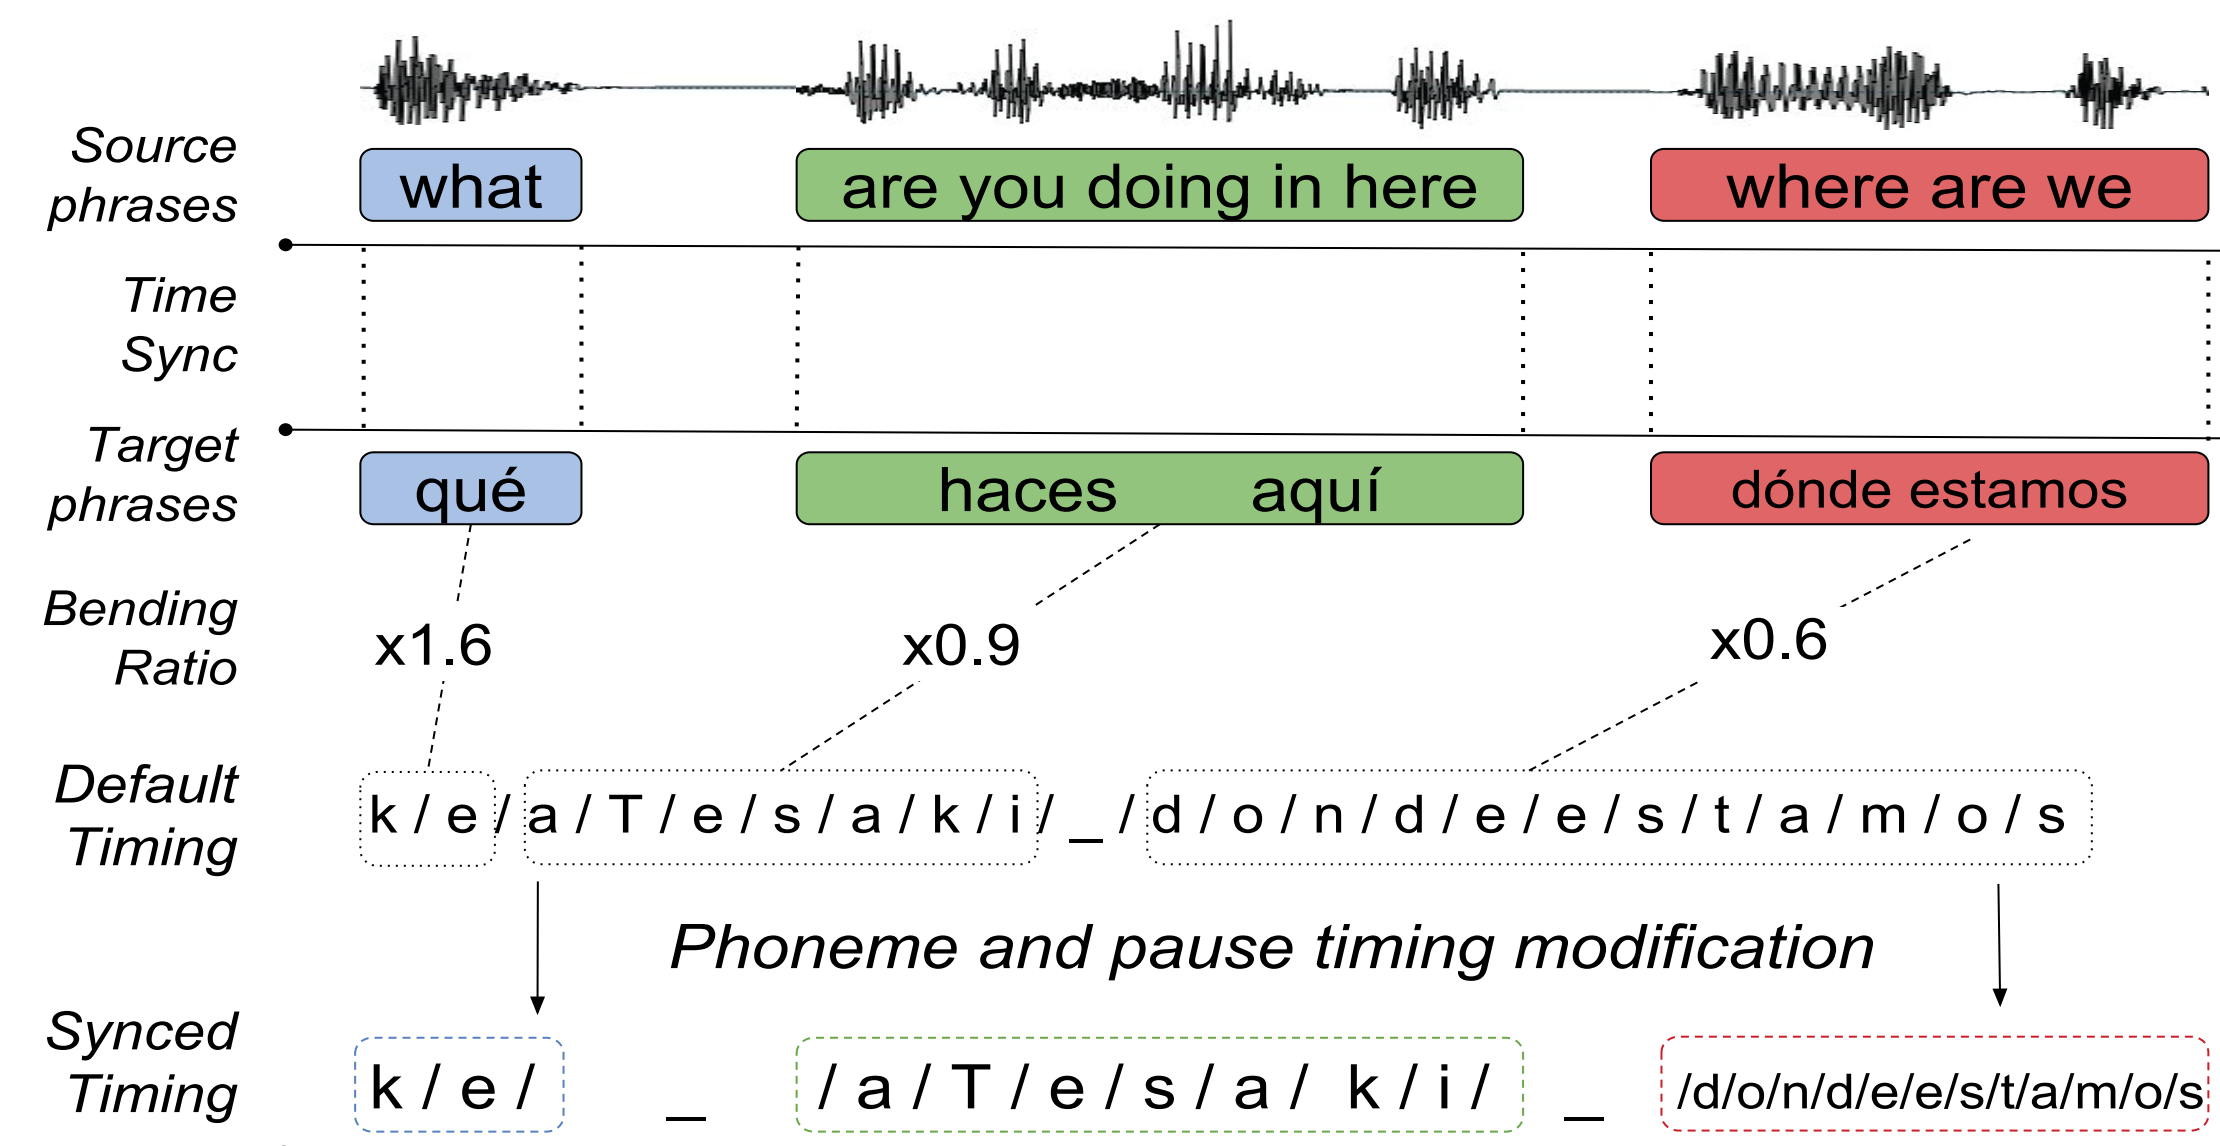 Source phrases
what
are you doing in here
where are we
Time Sync
Target phrases
qué
haces aquí
dónde estamos
Bending Ratio
x1.6
x0.9
x0.6
Default Timing
k / e / a / T / e / s / a / k / i / _ / d / o / n / d / e / e / s / t / a / m / o / s
Phoneme and pause timing modification
Synced Timing
k / e /
_
/ a / T / e / s / a / k / i /
_
/d/o/n/d/e/e/s/t/a/m/o/s